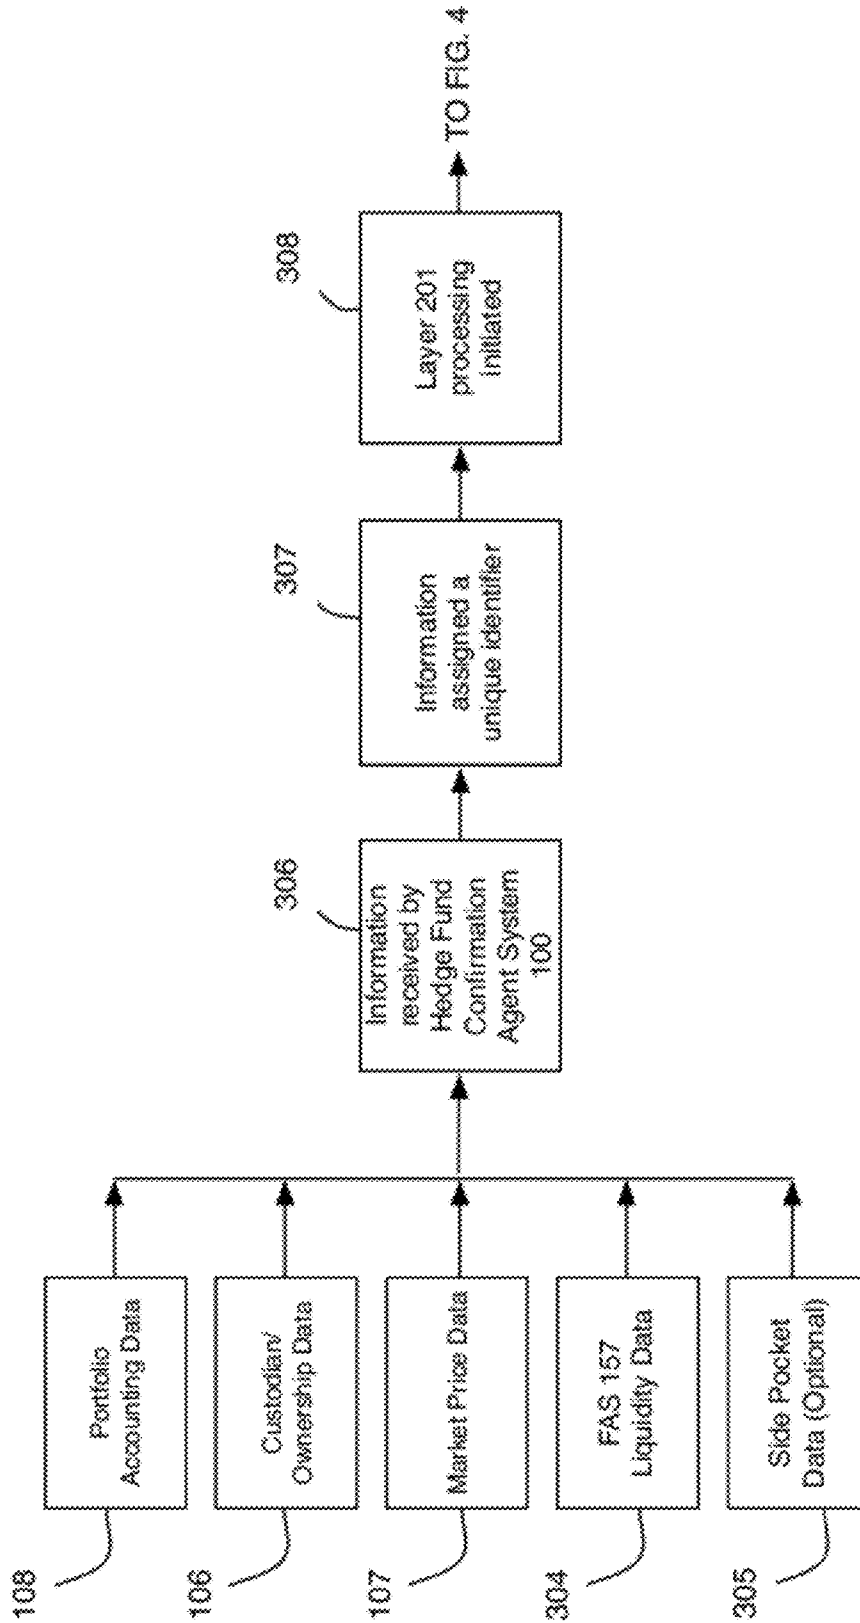 108
Portfolio
Accounting Data
106
Custodian/
Ownership Data
107
Market Price Data
304
FAS 157
Liquidity Data
305
Side Pocket
Data (Optional)
306
Information
received by
Hedge Fund
Confirmation
Agent System
100
307
Information
assigned a
unique identifier
308
Layer 201
processing
initiated
TO FIG. 4